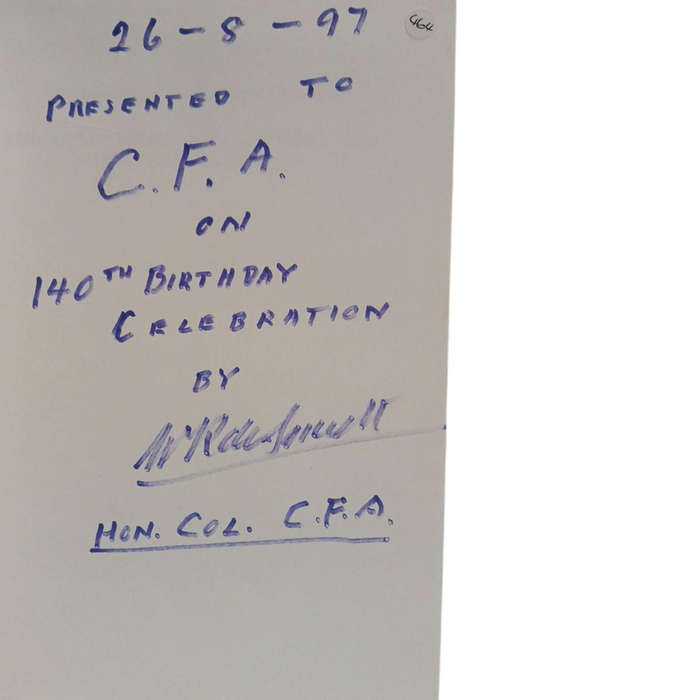 26-8-97
464
PRESENTED TO
C.F.A.
ON
140TH BIRTHDAY
CELEBRATION
BY
HON. COL. C.F.A.